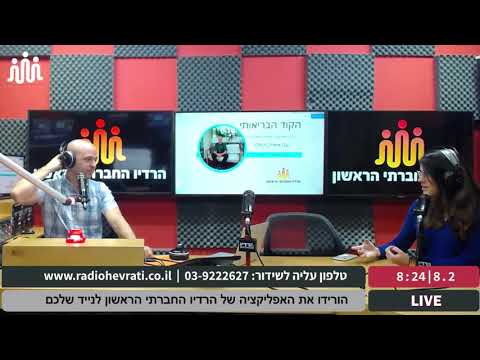 הקוד הבריאותי
הרדיו החברתי הראשון
חברתי הראשון
טלפון עליה לשידור: 03-9222627 | www.radiohevrati.co.il
8:24|8.2
הורידו את האפליקציה של הרדיו החברתי הראשון לנייד שלכם
LIVE